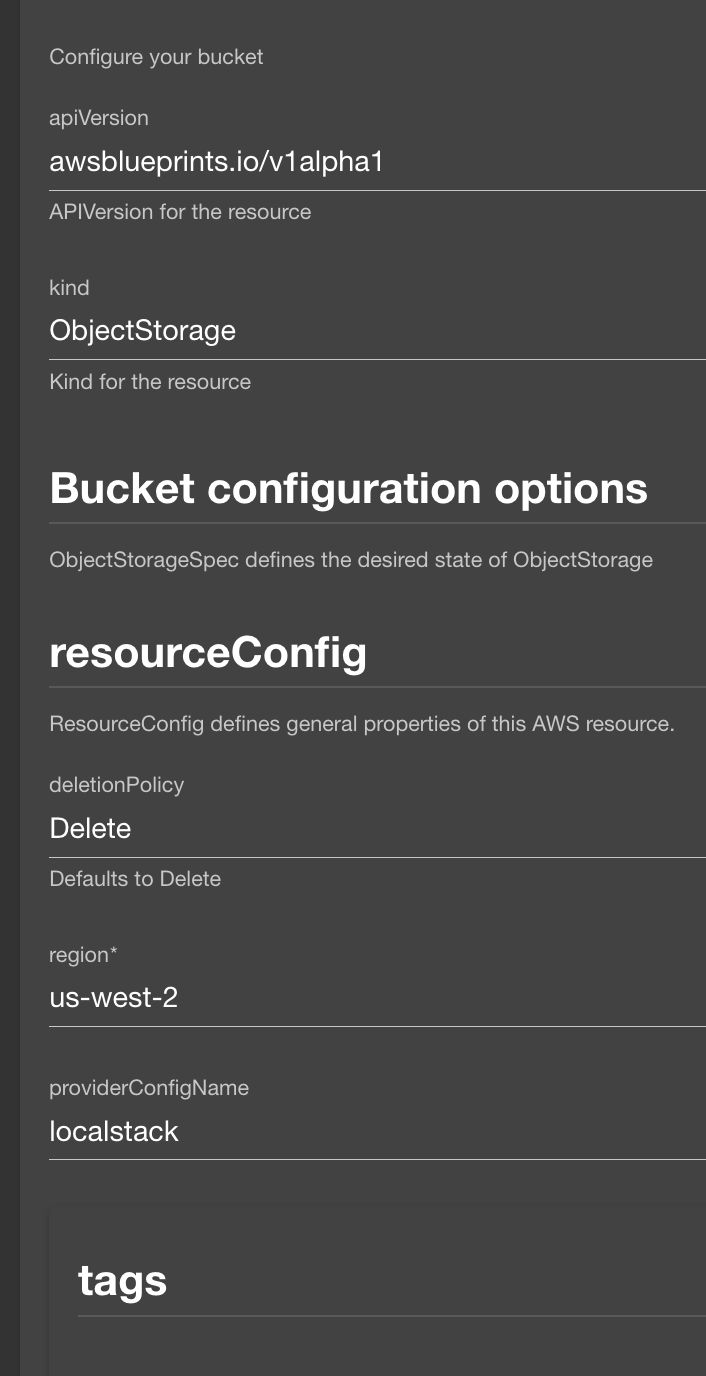 Configure your bucket
apiVersion
awsblueprints.io/v1alpha1
APIVersion for the resource
kind
ObjectStorage
Kind for the resource
Bucket configuration options
ObjectStorageSpec defines the desired state of ObjectStorage
resourceConfig
ResourceConfig defines general properties of this AWS resource.
deletionPolicy
Delete
Defaults to Delete
region*
us-west-2
providerConfigName
localstack
tags